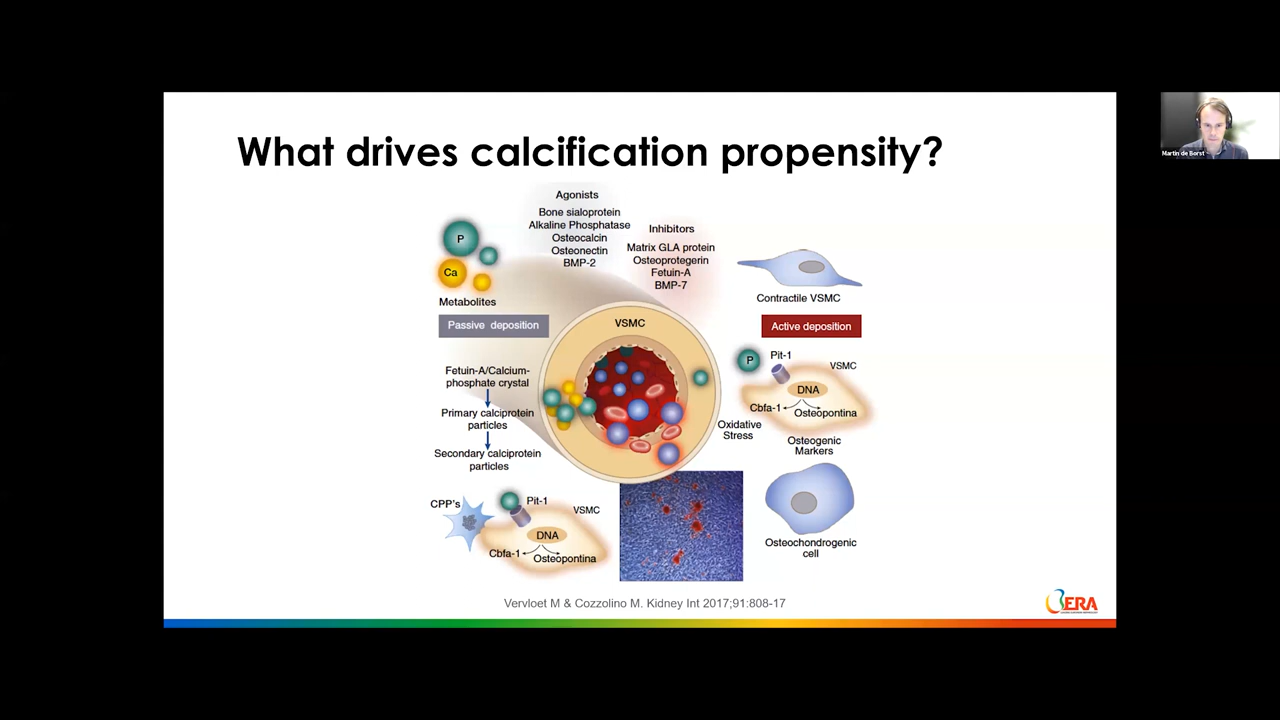 What drives calcification propensity?
Agonists
Bone sialoprotein
Alkaline Phosphatase
Osteocalcin
Osteonectin
BMP-2
Inhibitors
Matrix GLA protein
Osteoprotegerin
Fetuin-A
BMP-7
P
Ca
Metabolites
Passive deposition
Fetuin-A/Calcium-
phosphate crystal
Primary calciprotein
particles
Secondary calciprotein
particles
CPP's
Pit-1
VSMC
DNA
Cbfa-1
Osteopontina
VSMC
Contractile VSMC
Active deposition
P
Pit-1
VSMC
DNA
Cbfa-1
Osteopontina
Oxidative
Stress
Osteogenic
Markers
Osteochondrogenic
cell
Vervloet M & Cozzolino M. Kidney Int 2017;91:808-17
ERA
Martin de Borst